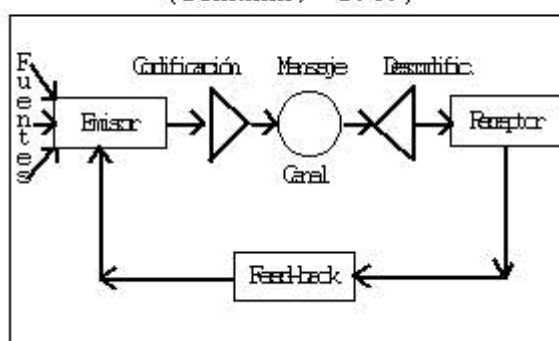 Fuentes
Codificación
Mensaje
Descodific.
Emisor
Receptor
Canal
Feed-back